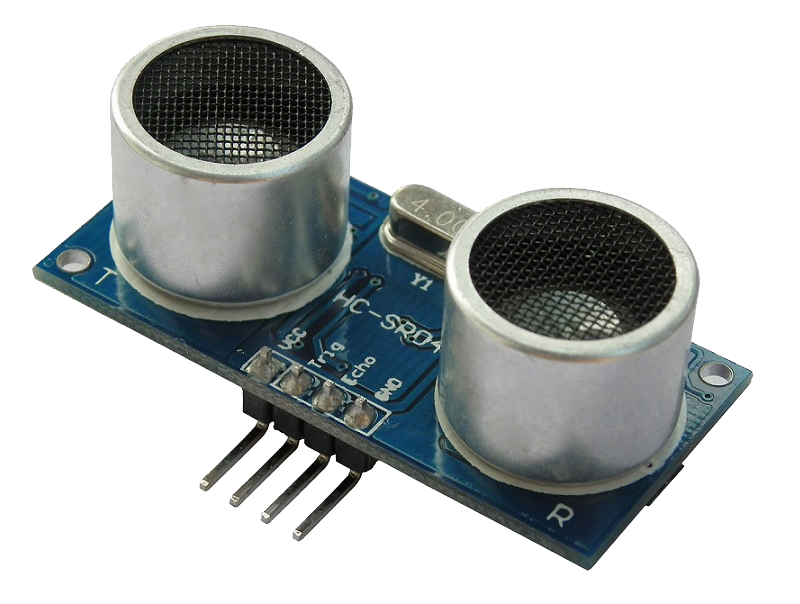 T
4.00
Y1
HC-SR04
VCC
Trig
Echo
GND
R